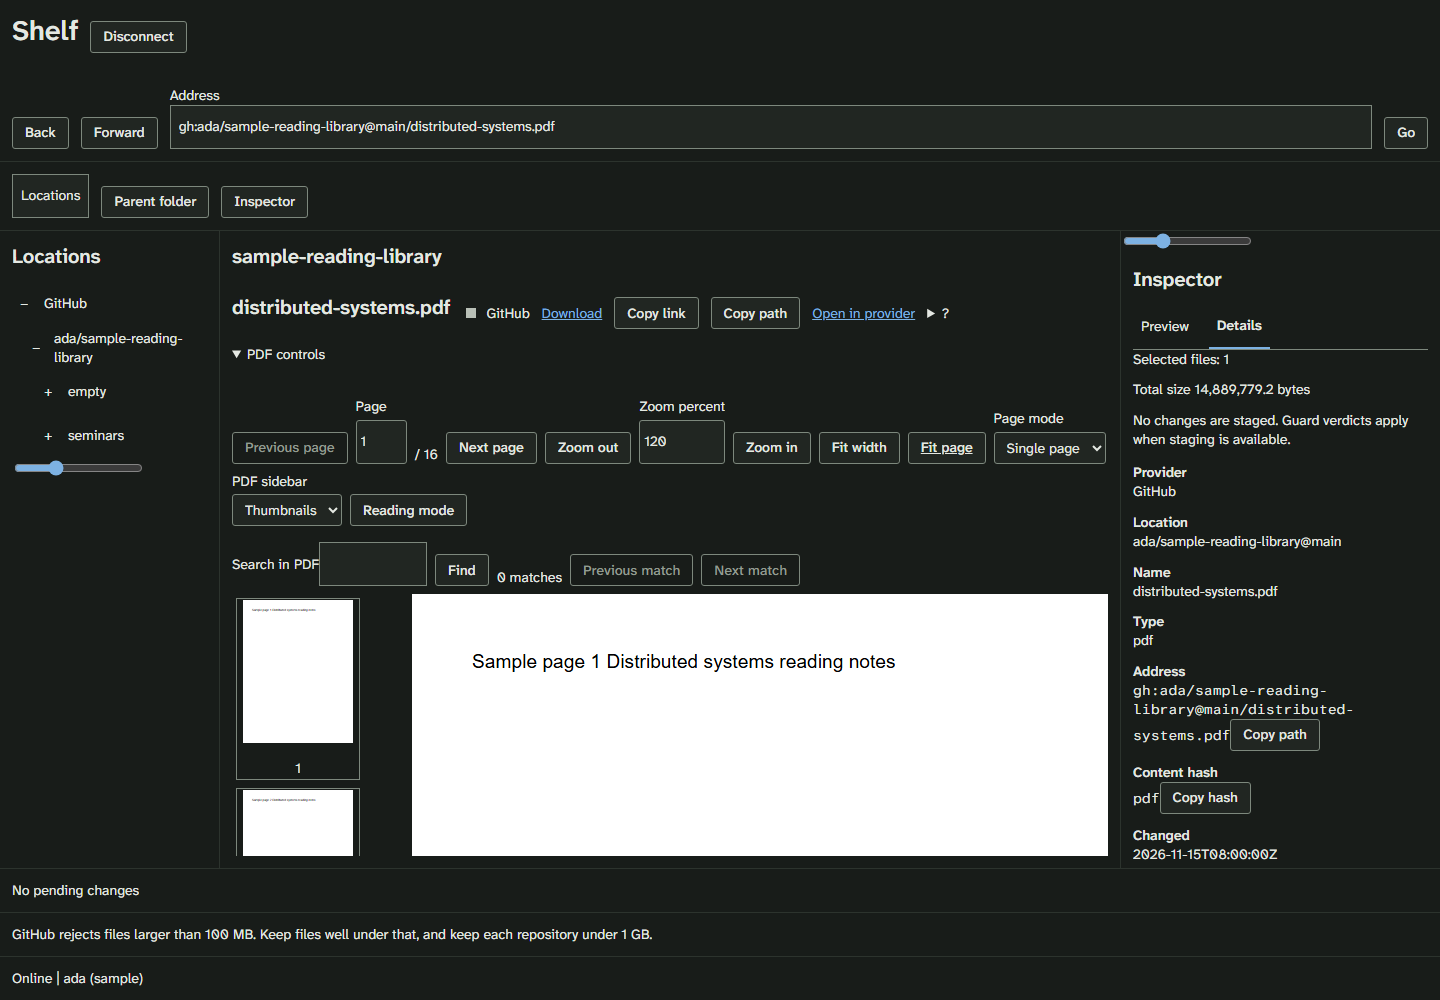 Shelf
Disconnect
Address
Back
Forward
gh:ada/sample-reading-library@main/distributed-systems.pdf
Go
Locations
Parent folder
Inspector
Locations
– GitHub
– ada/sample-reading-
library
+ empty
+ seminars
sample-reading-library
distributed-systems.pdf
GitHub
Download
Copy link
Copy path
Open in provider
?
PDF controls
Previous page
Page
1
/ 16
Next page
Zoom out
Zoom percent
120
Zoom in
Fit width
Fit page
Page mode
Single page
PDF sidebar
Thumbnails
Reading mode
Search in PDF
Find
0 matches
Previous match
Next match
1
Sample page 1 Distributed systems reading notes
Inspector
Preview
Details
Selected files: 1
Total size 14,889,779.2 bytes
No changes are staged. Guard verdicts apply
when staging is available.
Provider
GitHub
Location
ada/sample-reading-library@main
Name
distributed-systems.pdf
Type
pdf
Address
gh:ada/sample-reading-
library@main/distributed-
systems.pdf
Copy path
Content hash
pdf
Copy hash
Changed
2026-11-15T08:00:00Z
No pending changes
GitHub rejects files larger than 100 MB. Keep files well under that, and keep each repository under 1 GB.
Online | ada (sample)